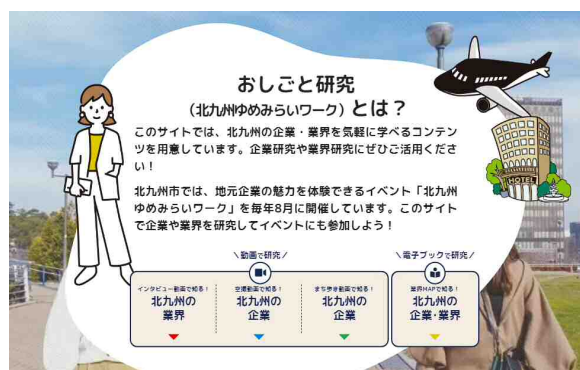 おしごと研究
(北九州ゆめみらいワーク)とは？
このサイトでは、北九州の企業・業界を気軽に学べるコンテン
ツを用意しています。企業研究や業界研究にぜひご活用くださ
い！
北九州市では、地元企業の魅力を体験できるイベント「北九州
ゆめみらいワーク」を毎年8月に開催しています。このサイト
で企業や業界を研究してイベントにも参加しよう！
\動画で研究/
\電子ブックで研究/
インタビュー動画で知る！
北九州の
業界
空撮動画で知る！
北九州の
企業
まち歩き動画で知る！
北九州の
企業
業界MAPで知る！
北九州の
企業・業界
HOTEL